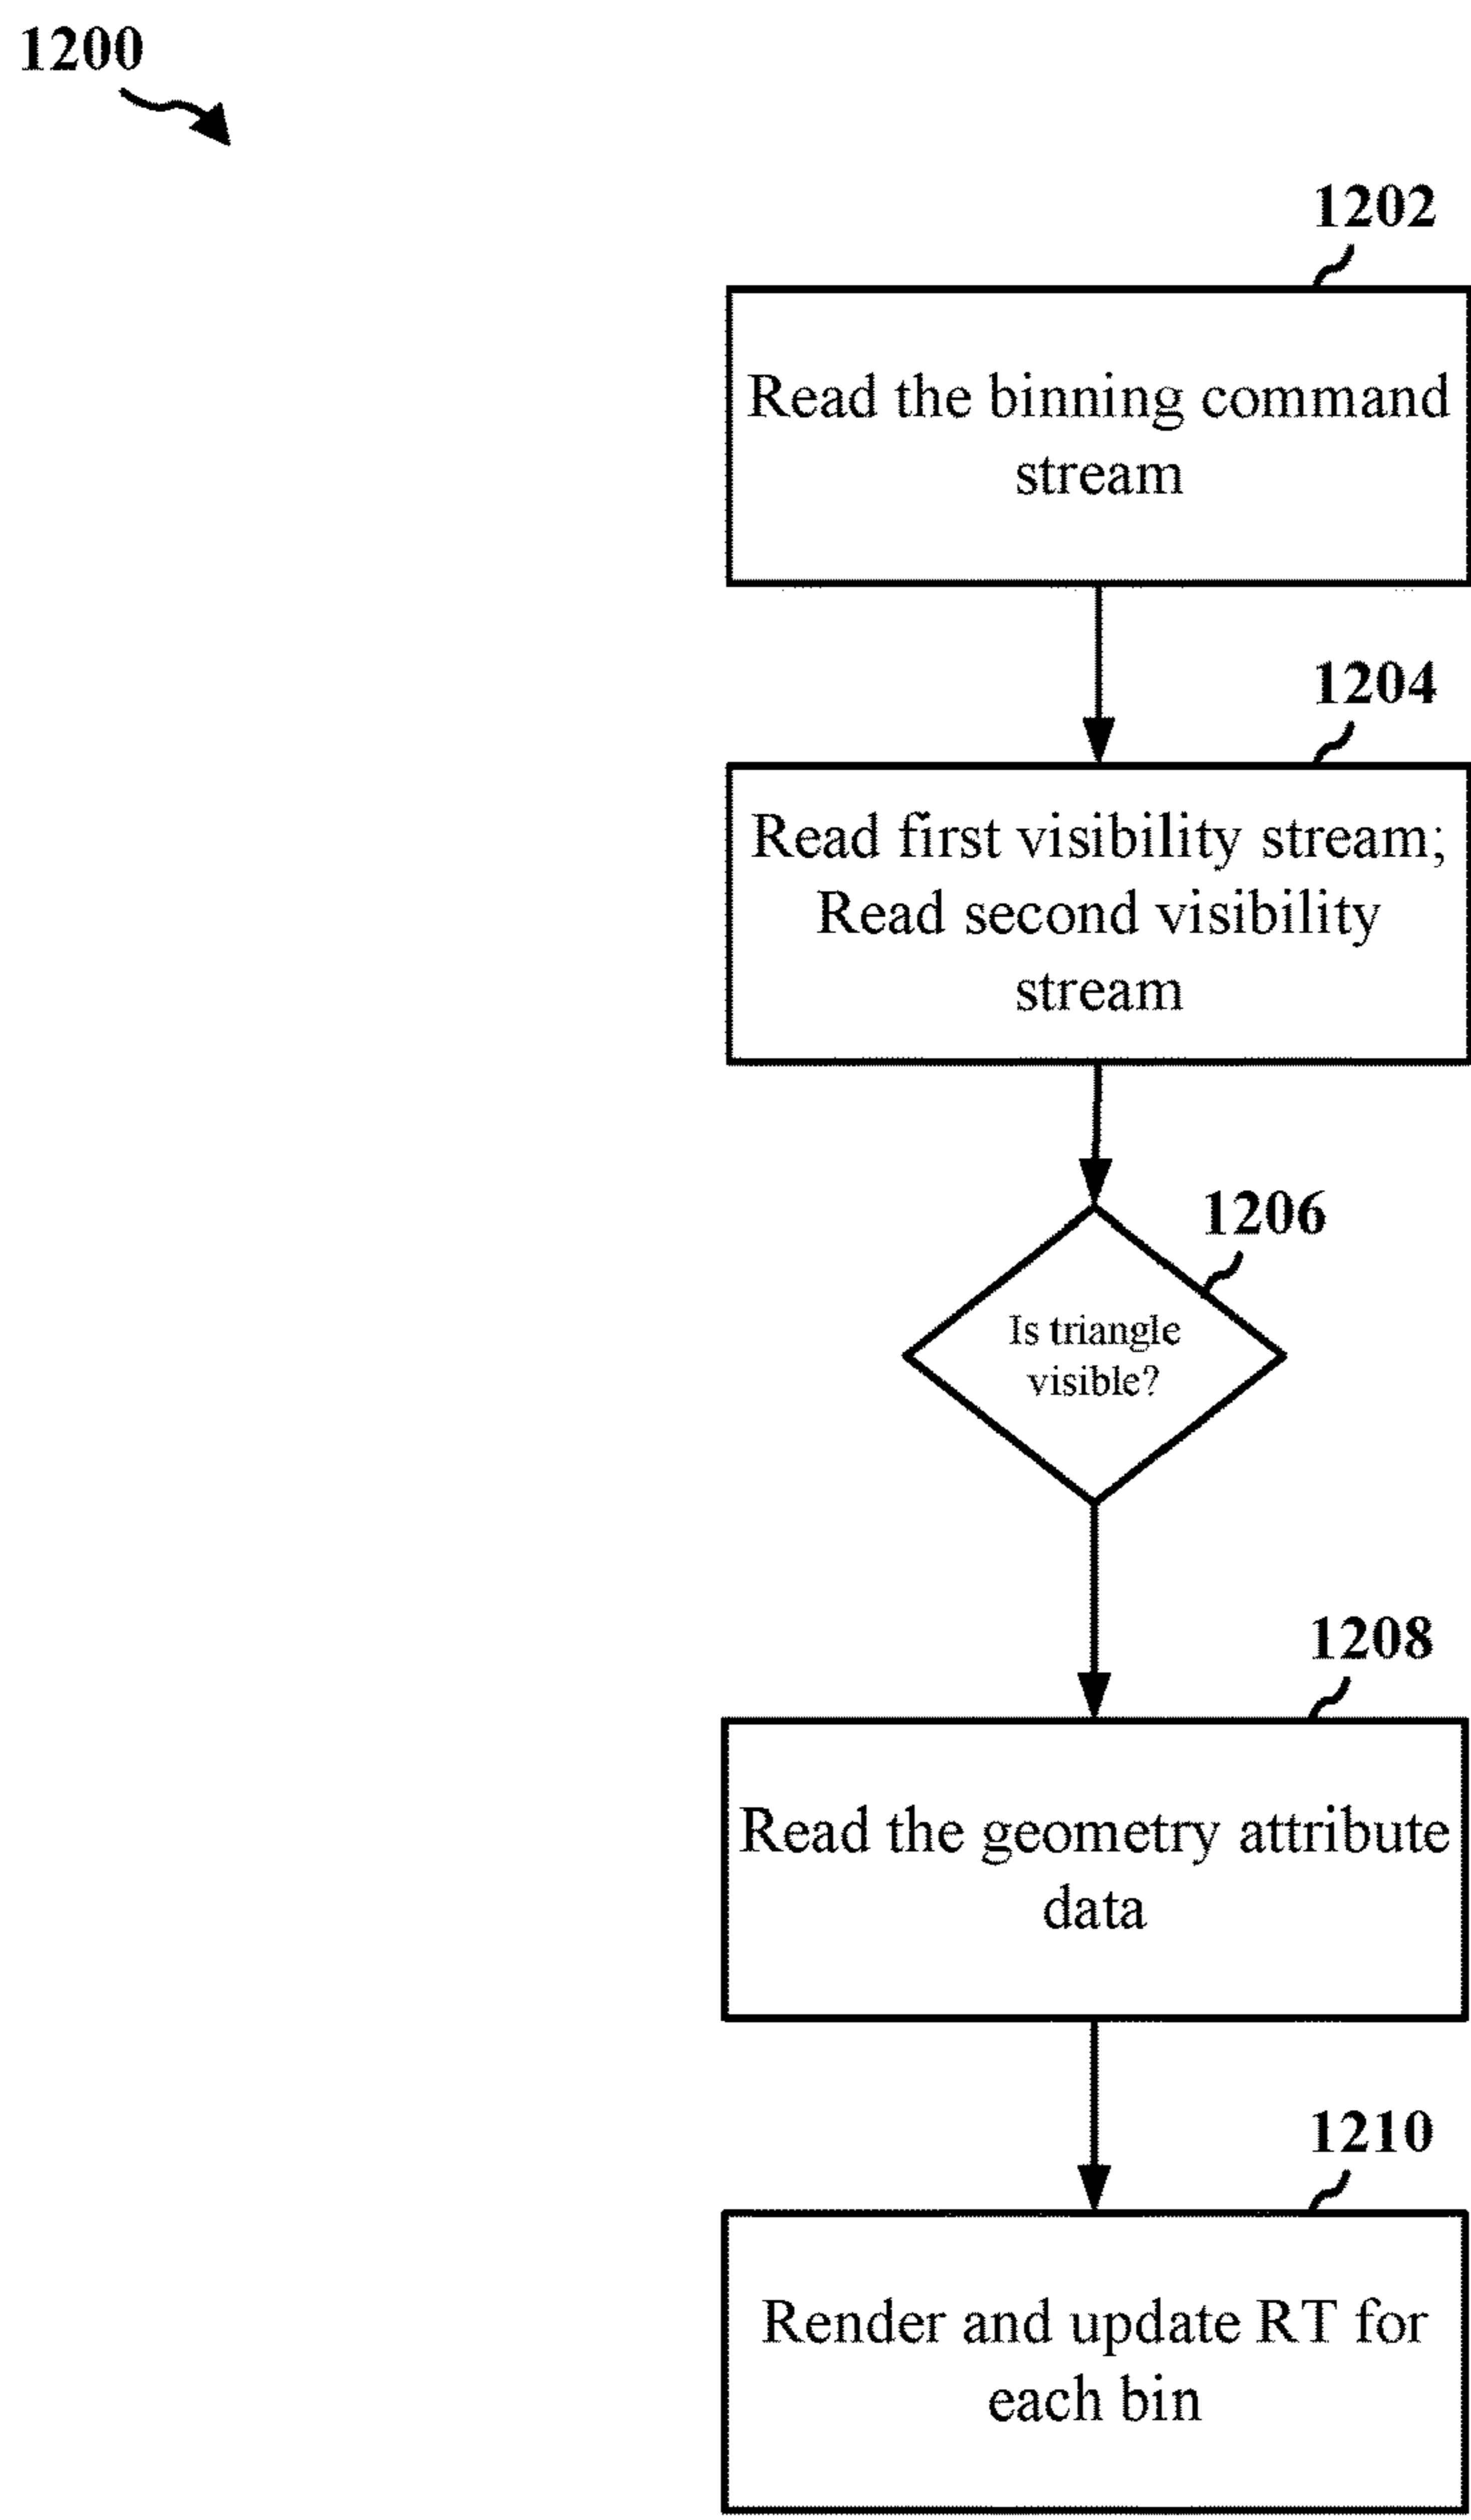 1200
1202
Read the binning command
stream
1204
Read first visibility stream;
Read second visibility
stream
1206
Is triangle
visible?
1208
Read the geometry attribute
data
1210
Render and update RT for
each bin